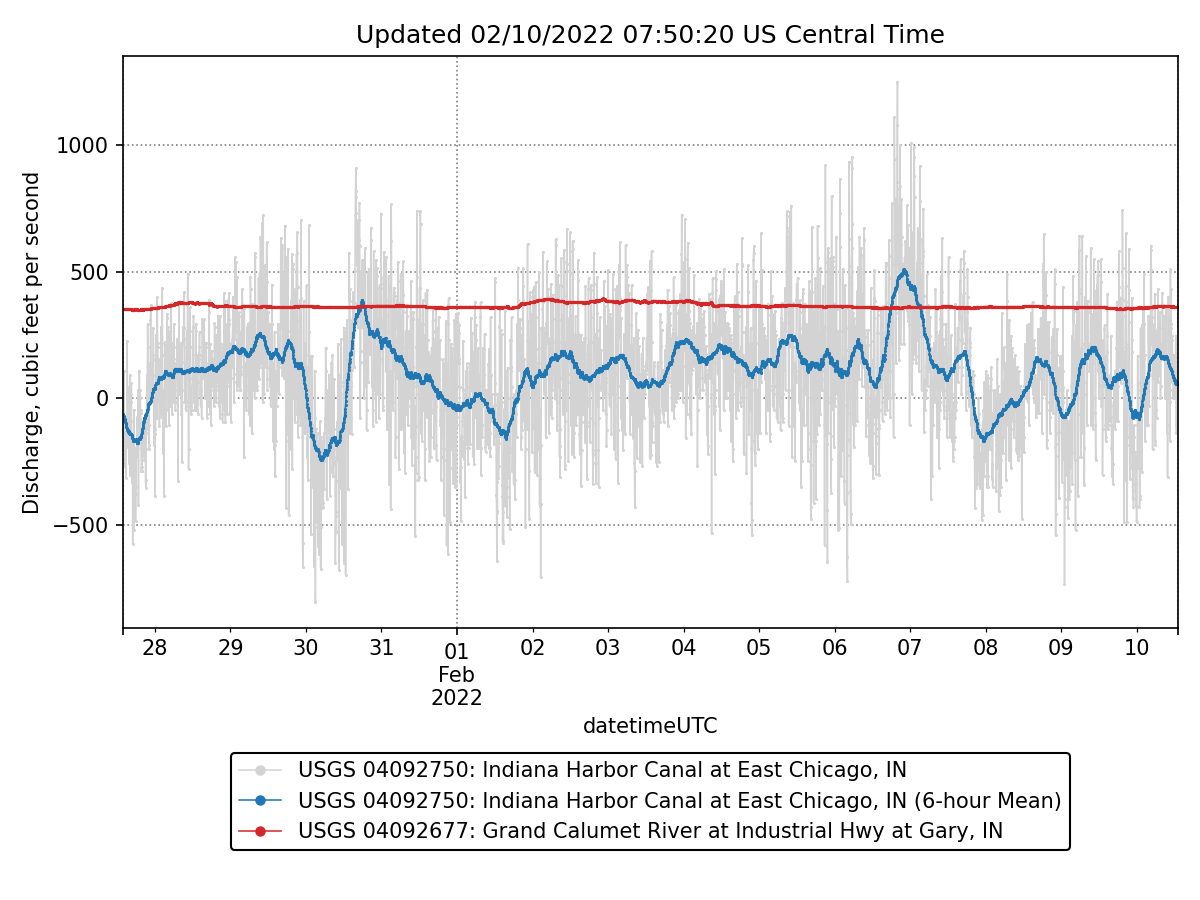 Updated 02/10/2022 07:50:20 US Central Time
Discharge, cubic feet per second
1000
500
0
−500
28 29 30 31 01 02 03 04 05 06 07 08 09 10
Feb
2022
datetimeUTC
USGS 04092750: Indiana Harbor Canal at East Chicago, IN
USGS 04092750: Indiana Harbor Canal at East Chicago, IN (6-hour Mean)
USGS 04092677: Grand Calumet River at Industrial Hwy at Gary, IN